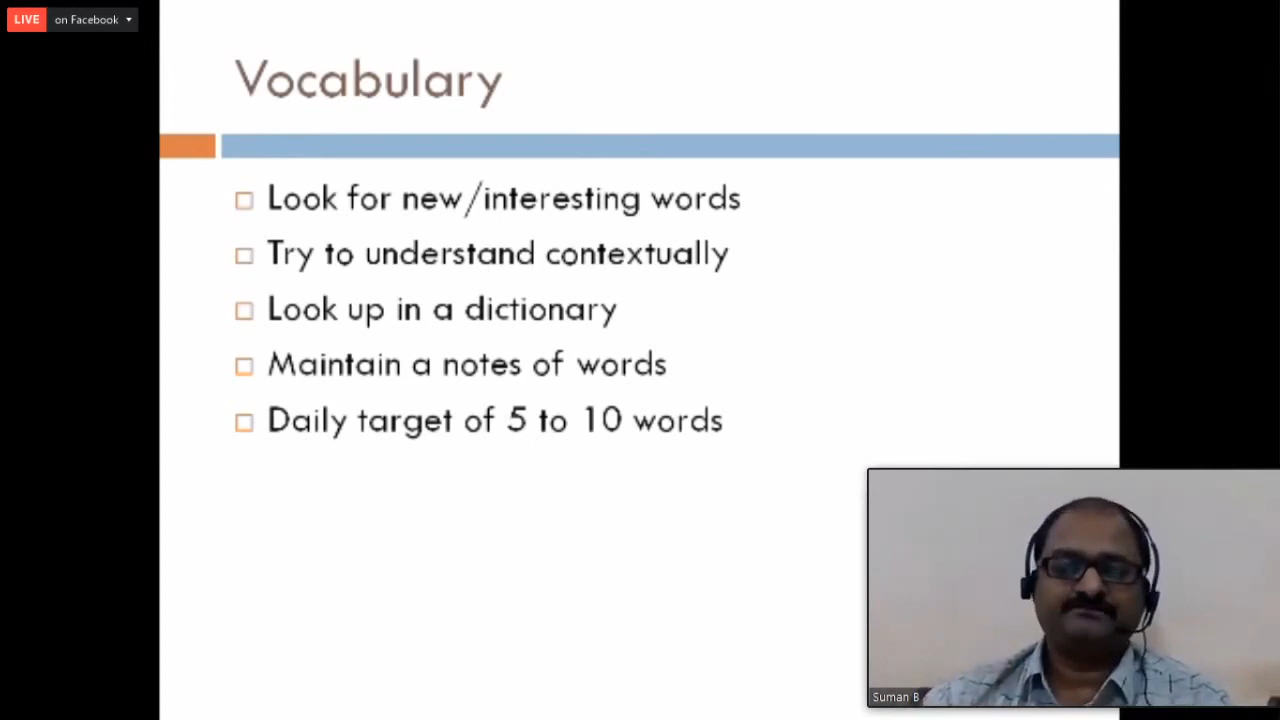 LIVE on Facebook
Vocabulary
Look for new/interesting words
Try to understand contextually
Look up in a dictionary
Maintain a notes of words
Daily target of 5 to 10 words
Suman B